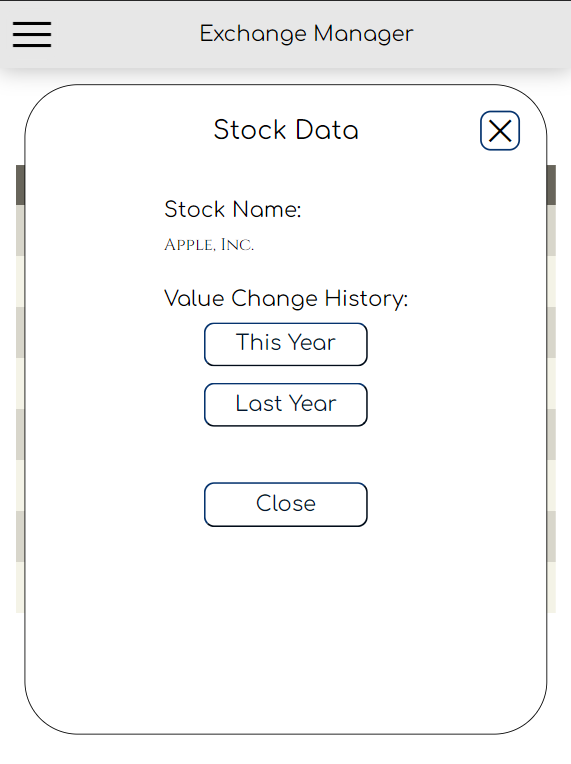 Exchange Manager
Stock Data
Stock Name:
Apple, Inc.
Value Change History:
This Year
Last Year
Close